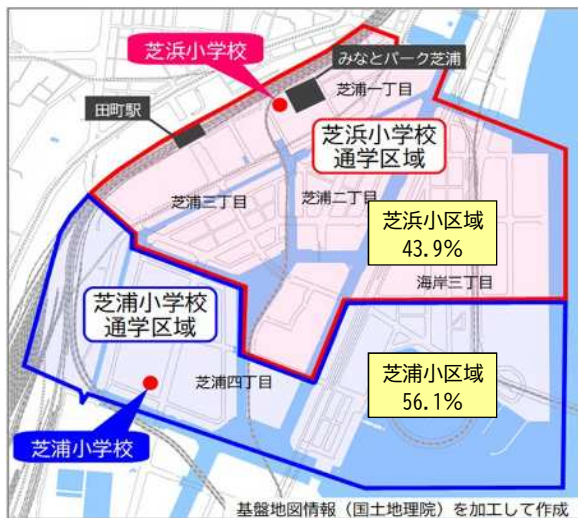 芝浜小学校
みなとパーク芝浦
芝浦一丁目
田町駅
芝浜小学校
通学区域
芝浦三丁目
芝浦二丁目
芝浜小区域
43.9%
海岸三丁目
芝浦小学校
通学区域
芝浦小区域
56.1%
芝浦四丁目
芝浦小学校
基盤地図情報（国土地理院）を加工して作成